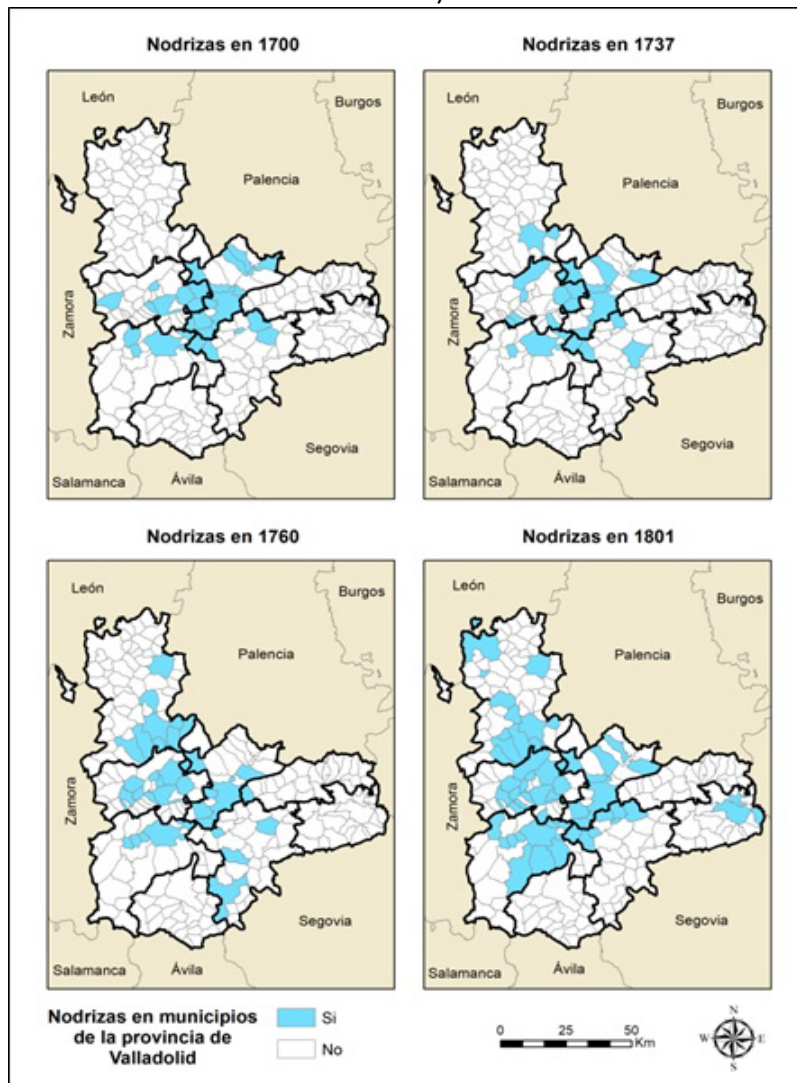 Nodrizas en 1700
León
Burgos
Palencia
Zamora
Segovia
Salamanca
Ávila
Nodrizas en 1737
León
Burgos
Palencia
Zamora
Segovia
Salamanca
Ávila
Nodrizas en 1760
León
Burgos
Palencia
Zamora
Segovia
Salamanca
Ávila
Nodrizas en 1801
León
Burgos
Palencia
Zamora
Segovia
Salamanca
Ávila
Nodrizas en municipios
de la provincia de
Valladolid
Si
No
0 25 50
Km
N
W E
S